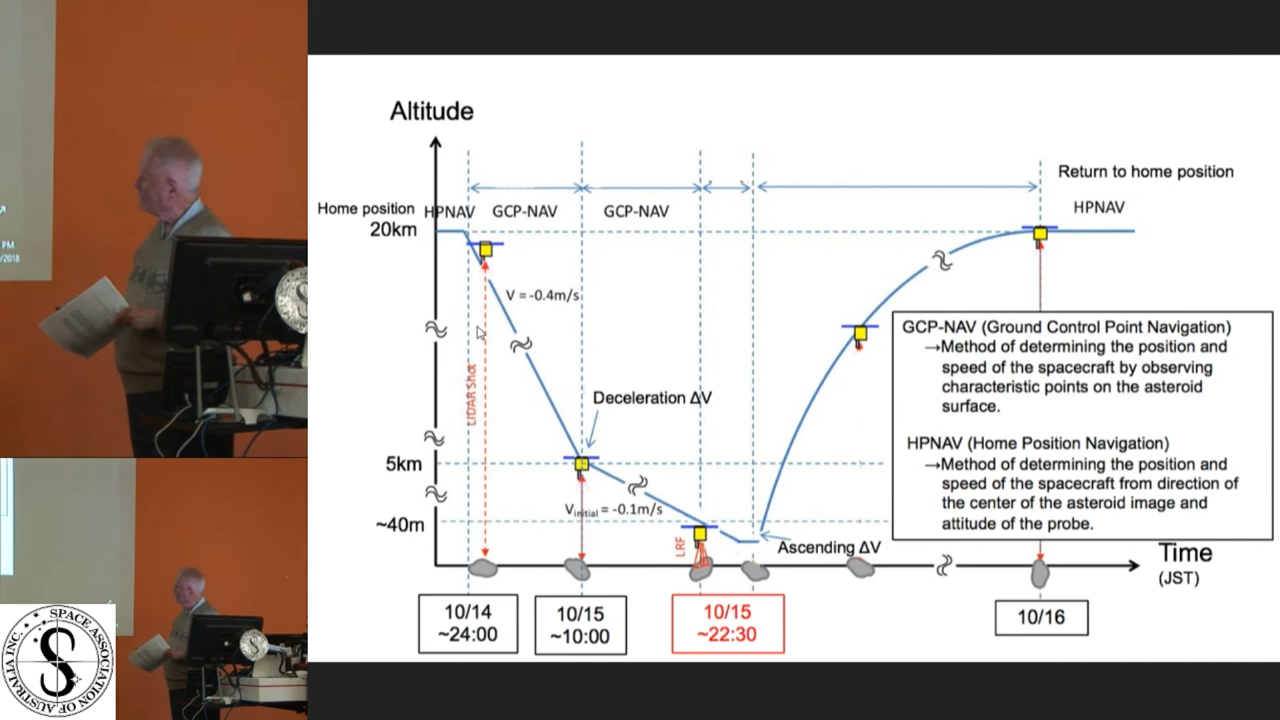 PM
/2018
Altitude
Return to home position
Home position
HPNAV
GCP-NAV
GCP-NAV
HPNAV
20km
V = -0.4m/s
LIDAR Shot
Deceleration ΔV
5km
Vinitial = -0.1m/s
~40m
LRF
Ascending ΔV
GCP-NAV (Ground Control Point Navigation)
→Method of determining the position and
speed of the spacecraft by observing
characteristic points on the asteroid
surface.
HPNAV (Home Position Navigation)
→Method of determining the position and
speed of the spacecraft from direction of
the center of the asteroid image and
attitude of the probe.
Time
(JST)
10/14
~24:00
10/15
~10:00
10/15
~22:30
10/16
SPACE ASSOCIATION
OF AUSTRALIA INC.
S